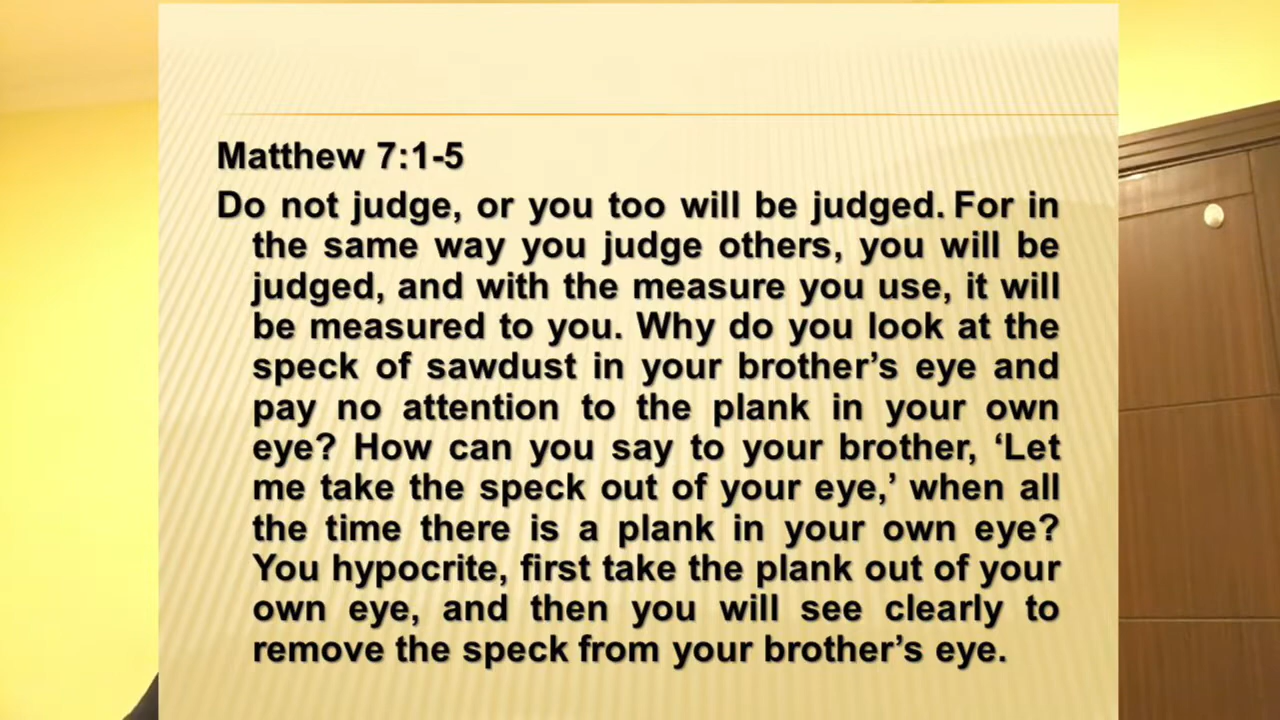 Matthew 7:1-5
Do not judge, or you too will be judged. For in
the same way you judge others, you will be
judged, and with the measure you use, it will
be measured to you. Why do you look at the
speck of sawdust in your brother’s eye and
pay no attention to the plank in your own
eye? How can you say to your brother, ‘Let
me take the speck out of your eye,’ when all
the time there is a plank in your own eye?
You hypocrite, first take the plank out of your
own eye, and then you will see clearly to
remove the speck from your brother’s eye.